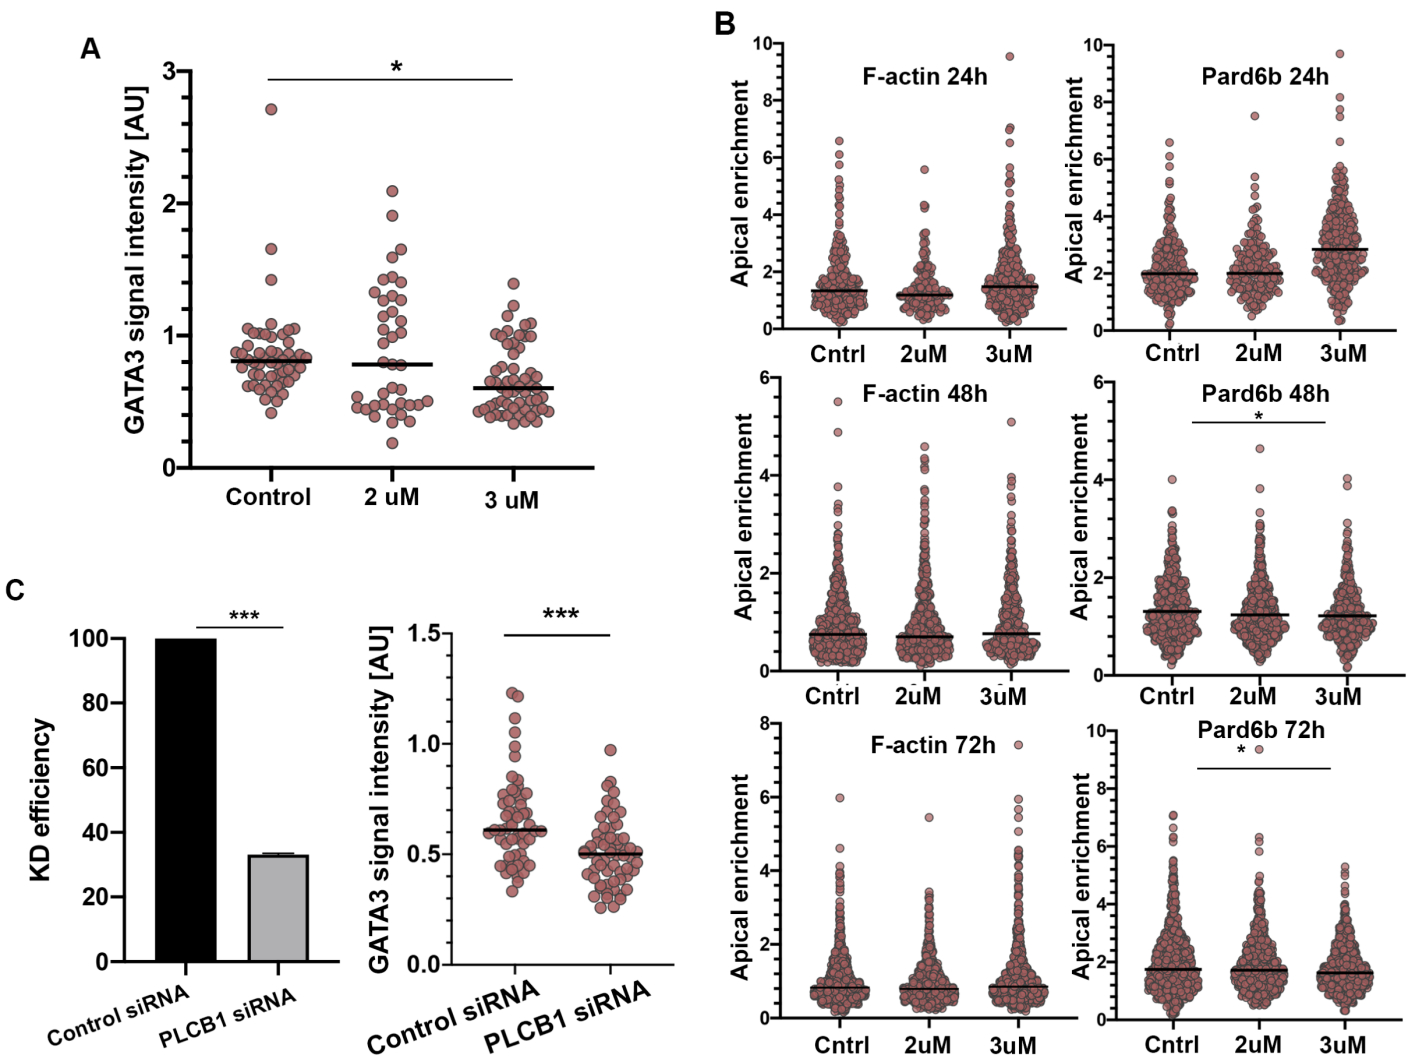 A
GATA3 signal intensity [AU]
3
2
1
0
*
Control
2 uM
3 uM
B
Apical enrichment
10
8
6
4
2
0
F-actin 24h
Cntrl
2uM
3uM
Apical enrichment
10
8
6
4
2
0
Pard6b 24h
Cntrl
2uM
3uM
Apical enrichment
6
4
2
0
F-actin 48h
Cntrl
2uM
3uM
Apical enrichment
6
4
2
0
Pard6b 48h
*
Cntrl
2uM
3uM
Apical enrichment
8
6
4
2
0
F-actin 72h
Cntrl
2uM
3uM
Apical enrichment
10
8
6
4
2
0
Pard6b 72h
*
Cntrl
2uM
3uM
C
KD efficiency
100
80
60
40
20
0
***
Control siRNA
PLCB1 siRNA
GATA3 signal intensity [AU]
1.5
1.0
0.5
0.0
***
Control siRNA
PLCB1 siRNA